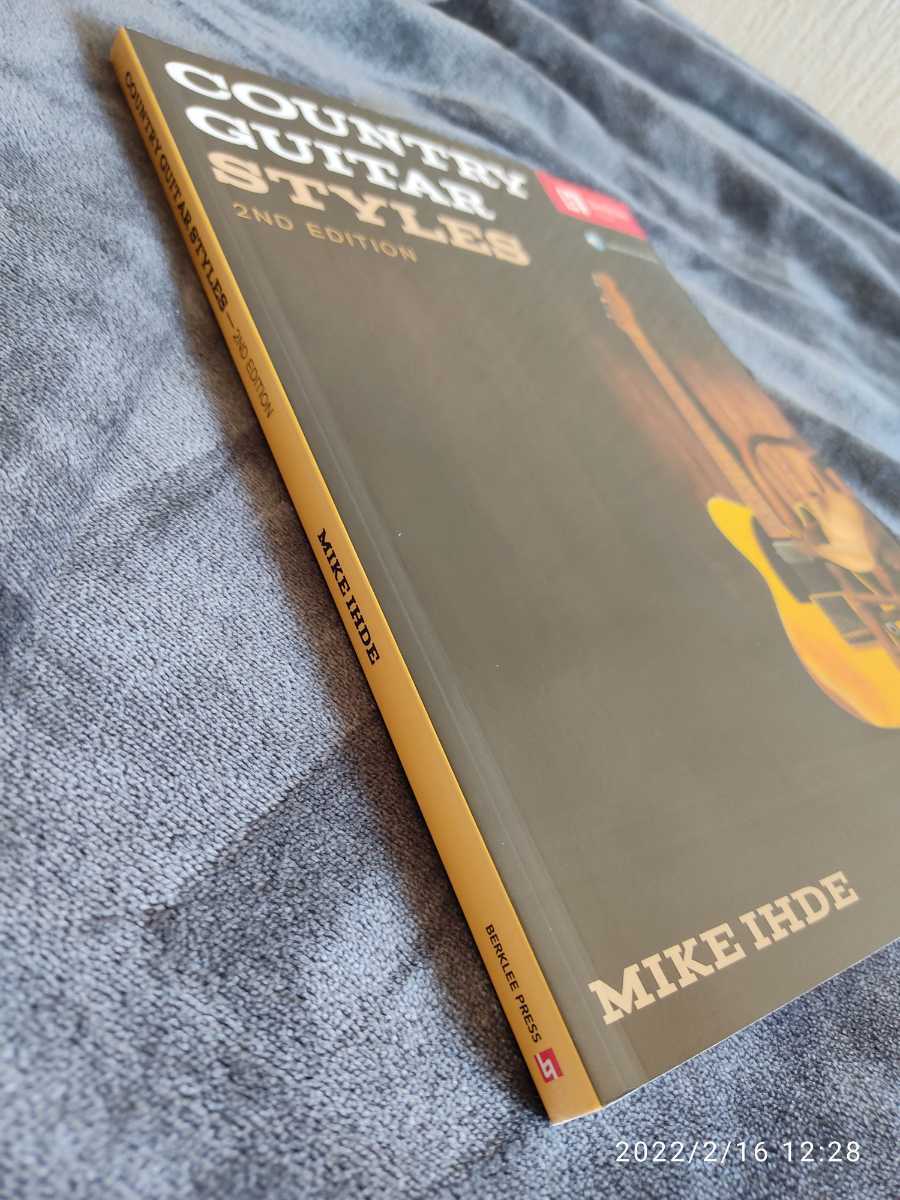 COUNTRY
GUITAR
STYLES
2ND EDITION
COUNTRY GUITAR STYLES — 2ND EDITION
MIKE IHDE
BERKLEE PRESS
MIKE IHDE
2022/2/16 12:28